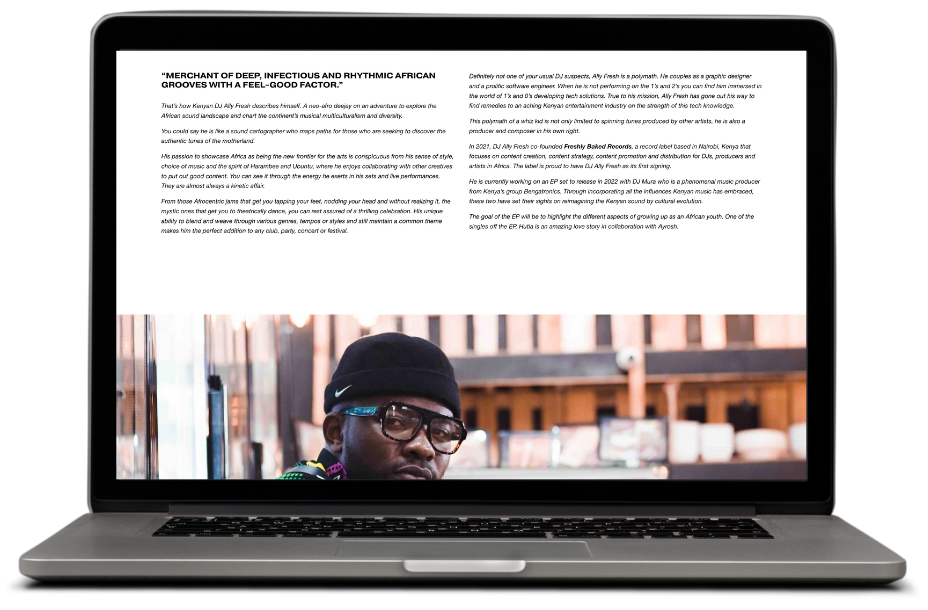 “MERCHANT OF DEEP, INFECTIOUS AND RHYTHMIC AFRICAN
GROOVES WITH A FEEL-GOOD FACTOR.”
That's how Kenyan DJ Ally Fresh describes himself. A neo-afro deejay on an adventure to explore the
African sound landscape and chart the continent's musical multiculturalism and diversity.
You could say he is like a sound cartographer who maps paths for those who are seeking to discover the
authentic tunes of the motherland.
His passion to showcase Africa as being the new frontier for the arts is conspicuous from his sense of style,
choice of music and the spirit of Harambee and Ubuntu, where he enjoys collaborating with other creatives
to put out good content. You can see it through the energy he exerts in his sets and live performances.
They are almost always a kinetic affair.
From those Afrocentric jams that get you tapping your feet, nodding your head and without realizing it, the
mystic ones that get you to theatrically dance, you can rest assured of a thrilling celebration. His unique
ability to blend and weave through various genres, tempos or styles and still maintain a common theme
makes him the perfect addition to any club, party, concert or festival.
Definitely not one of your usual DJ suspects, Ally Fresh is a polymath. He couples as a graphic designer
and a prolific software engineer. When he is not performing on the 1's and 2's you can find him immersed in
the world of 1's and 0's developing tech solutions. True to his mission, Ally Fresh has gone out his way to
find remedies to an aching Kenyan entertainment industry on the strength of this tech knowledge.
This polymath of a whiz kid is not only limited to spinning tunes produced by other artists, he is also a
producer and composer in his own right.
In 2021, DJ Ally Fresh co-founded Freshly Baked Records, a record label based in Nairobi, Kenya that
focuses on content creation, content strategy, content promotion and distribution for DJs, producers and
artists in Africa .The label is proud to have DJ Ally Fresh as its first signing.
He is currently working on an EP set to release in 2022 with DJ Mura who is a phenomenal music producer
from Kenya's group Bengatronics. Through incorporating all the influences Kenyan music has embraced,
these two have set their sights on reimagining the Kenyan sound by cultural evolution.
The goal of the EP will be to highlight the different aspects of growing up as an African youth. One of the
singles off the EP, Hutia is an amazing love story in collaboration with Ayrosh.